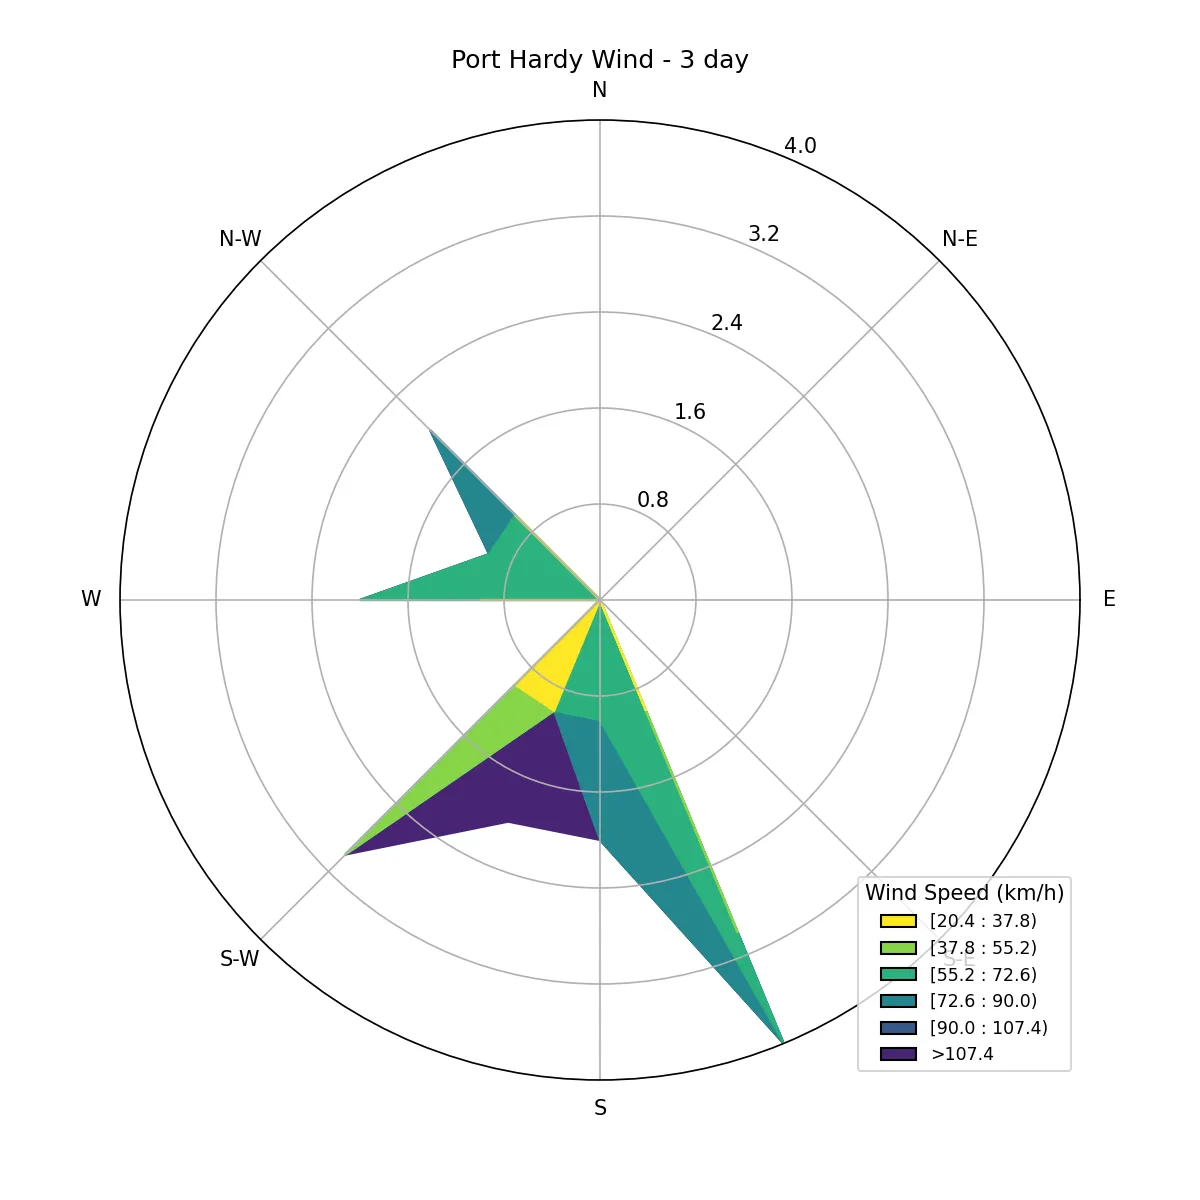 Port Hardy Wind - 3 day
N
4.0
N-W
N-E
3.2
2.4
1.6
0.8
W
E
S-W
S-E
S
Wind Speed (km/h)
[20.4 : 37.8)
[37.8 : 55.2)
[55.2 : 72.6)
[72.6 : 90.0)
[90.0 : 107.4)
>107.4